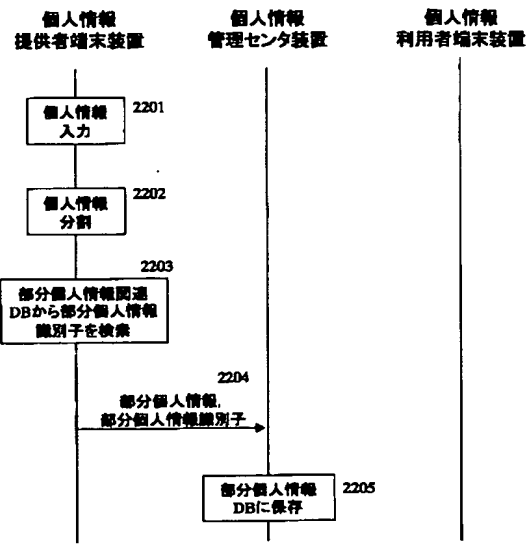 個人情報
提供者端末装置
個人情報
管理センタ装置
個人情報
利用者端末装置
個人情報
入力
2201
個人情報
分割
2202
2203
部分個人情報関連
DBから部分個人情報
識別子を検索
2204
部分個人情報,
部分個人情報識別子
部分個人情報
DBに保存
2205